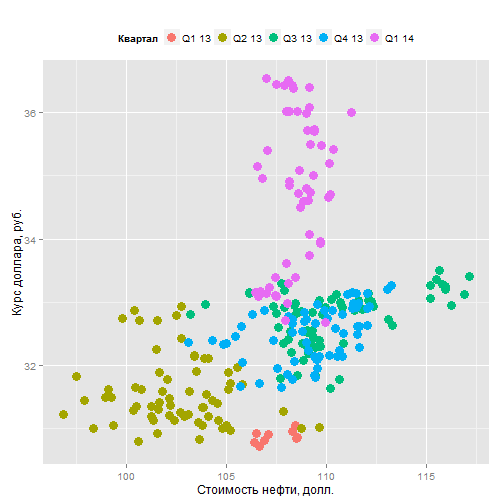 Квартал Q1 13 Q2 13 Q3 13 Q4 13 Q1 14
36
34
32
Курс доллара, руб.
100 105 110 115
Стоимость нефти, долл.